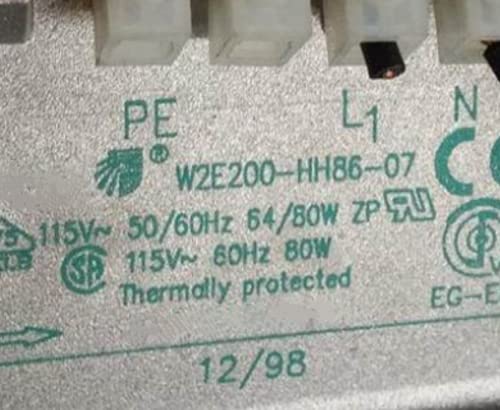 PE L1 N
® W2E200-HH86-07 CE
115V~ 50/60Hz 64/80W ZP
115V~ 60Hz 80W
Thermally protected
EG-E
12/98